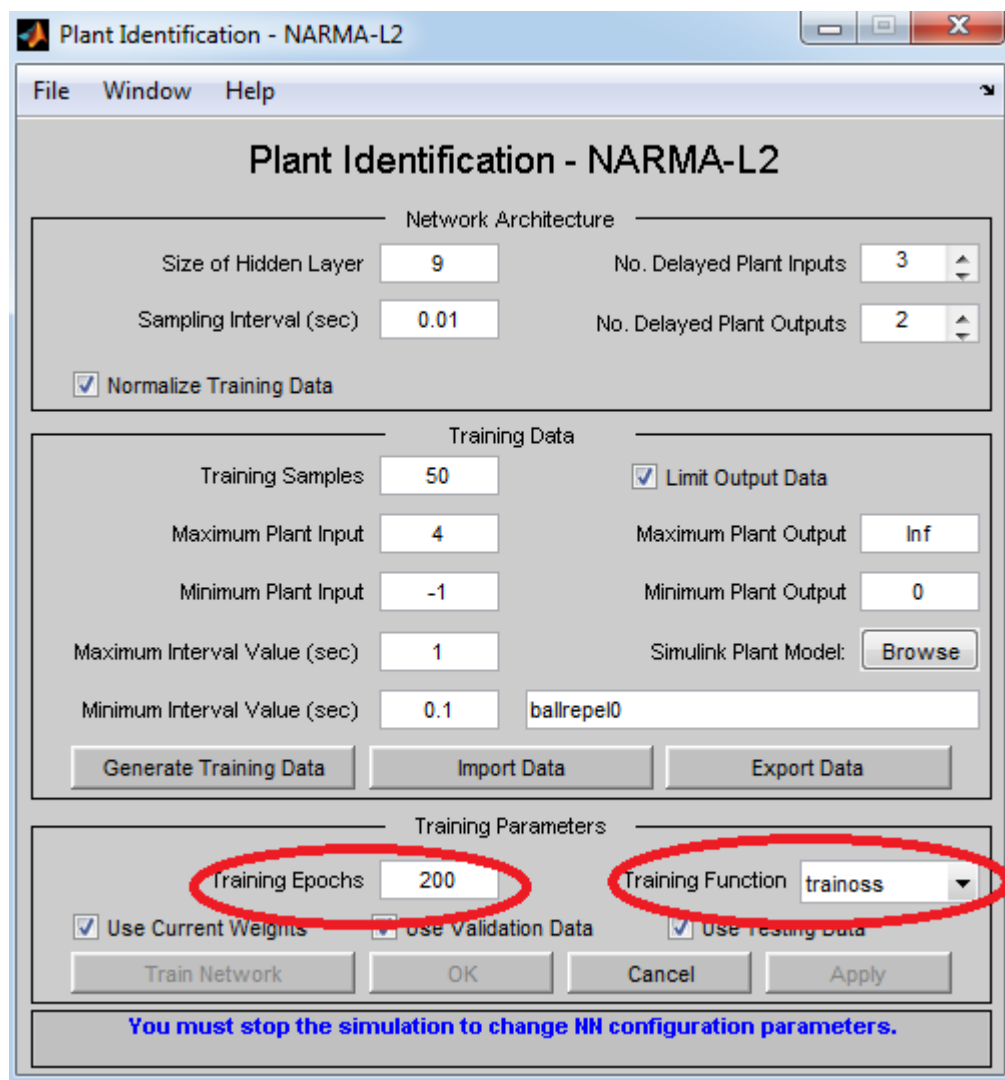 Plant Identification - NARMA-L2
File Window Help
Plant Identification - NARMA-L2
Network Architecture
Size of Hidden Layer 9 No. Delayed Plant Inputs 3
Sampling Interval (sec) 0.01 No. Delayed Plant Outputs 2
Normalize Training Data
Training Data
Training Samples 50 Limit Output Data
Maximum Plant Input 4 Maximum Plant Output Inf
Minimum Plant Input -1 Minimum Plant Output 0
Maximum Interval Value (sec) 1 Simulink Plant Model: Browse
Minimum Interval Value (sec) 0.1 ballrepel0
Generate Training Data Import Data Export Data
Training Parameters
Training Epochs 200 Training Function trainoss
Use Current Weights Use Validation Data Use Testing Data
Train Network OK Cancel Apply
You must stop the simulation to change NN configuration parameters.